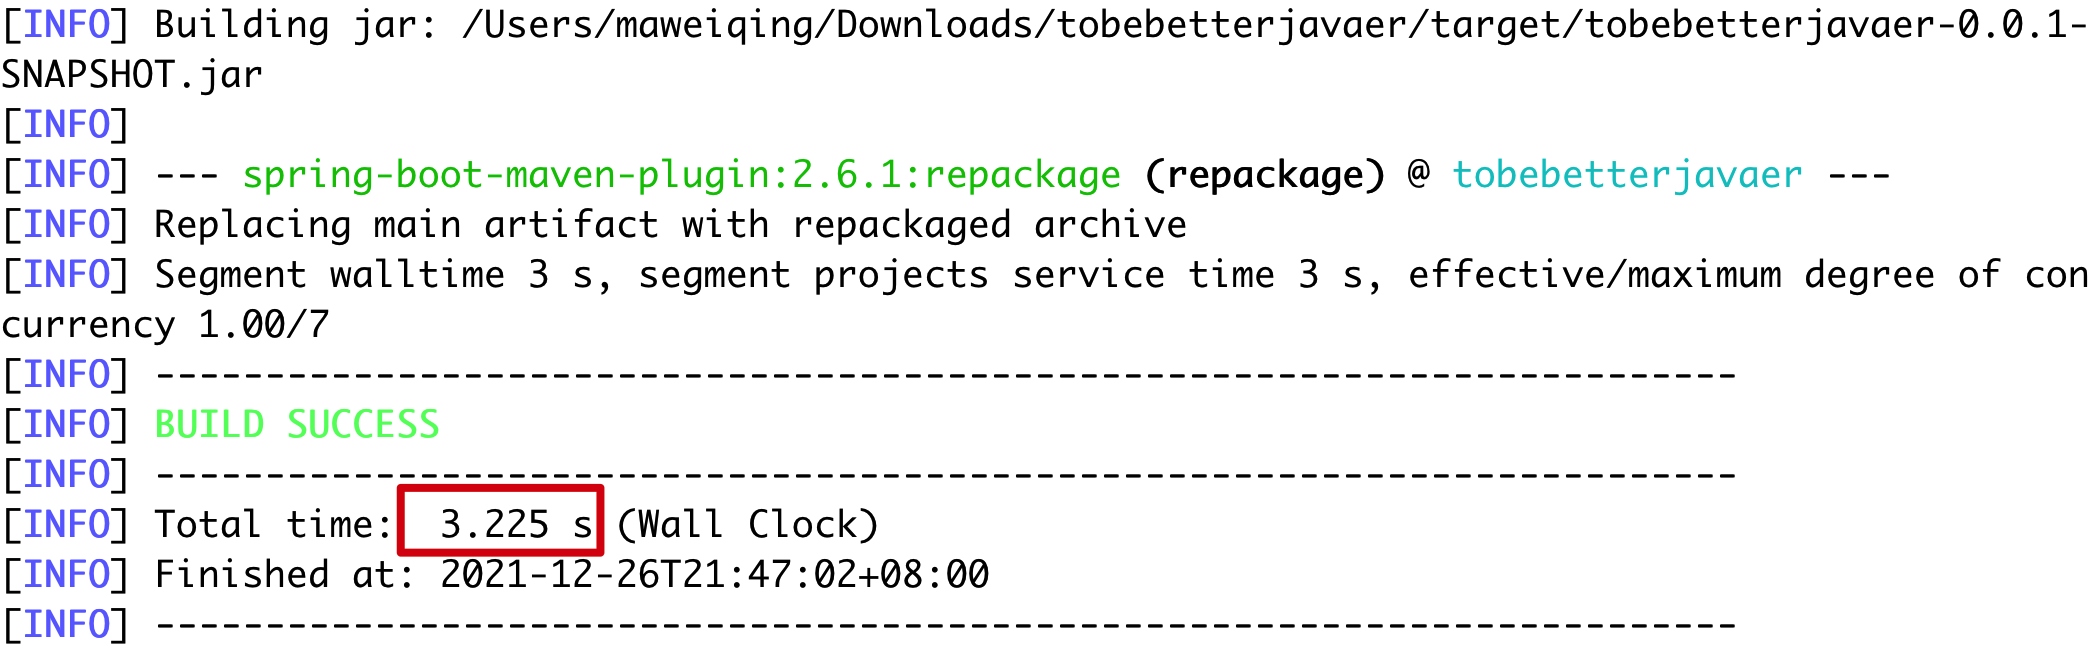 [INFO] Building jar: /Users/maweiqing/Downloads/tobebetterjavaer/target/tobebetterjavaer-0.0.1-
SNAPSHOT.jar
[INFO]
[INFO] --- spring-boot-maven-plugin:2.6.1:repackage (repackage) @ tobebetterjavaer ---
[INFO] Replacing main artifact with repackaged archive
[INFO] Segment walltime 3 s, segment projects service time 3 s, effective/maximum degree of con
currency 1.00/7
[INFO] ------------------------------------------------------------------------
[INFO] BUILD SUCCESS
[INFO] ------------------------------------------------------------------------
[INFO] Total time:  3.225 s (Wall Clock)
[INFO] Finished at: 2021-12-26T21:47:02+08:00
[INFO] ------------------------------------------------------------------------